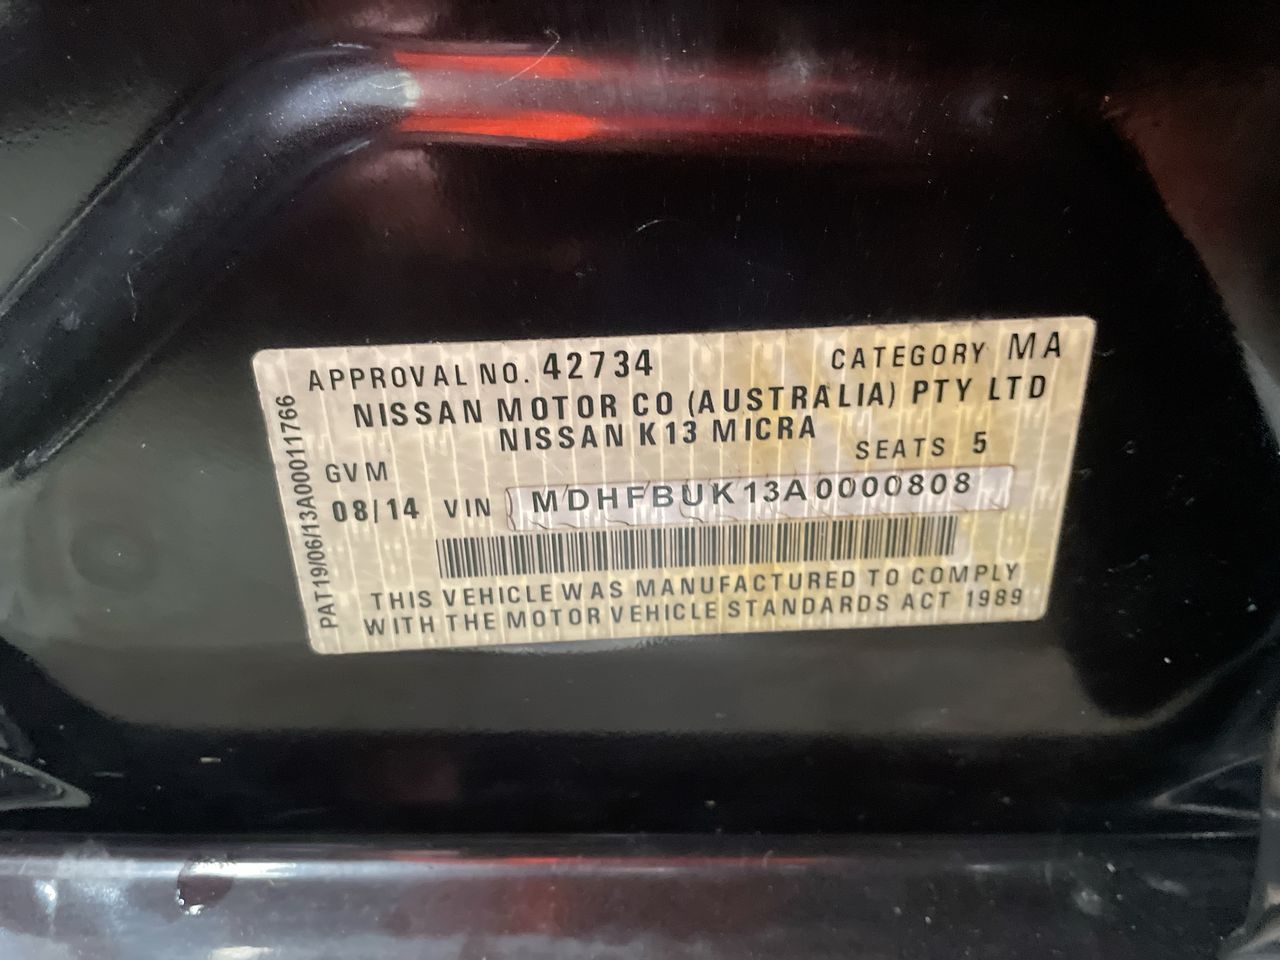 APPROVAL NO. 42734 CATEGORY MA
NISSAN MOTOR CO (AUSTRALIA) PTY LTD
NISSAN K13 MICRA
SEATS 5
GVM
08/14 VIN MDHFBUK13A0000808
THIS VEHICLE WAS MANUFACTURED TO COMPLY
WITH THE MOTOR VEHICLE STANDARDS ACT 1989
PAT19/06/13A00011766